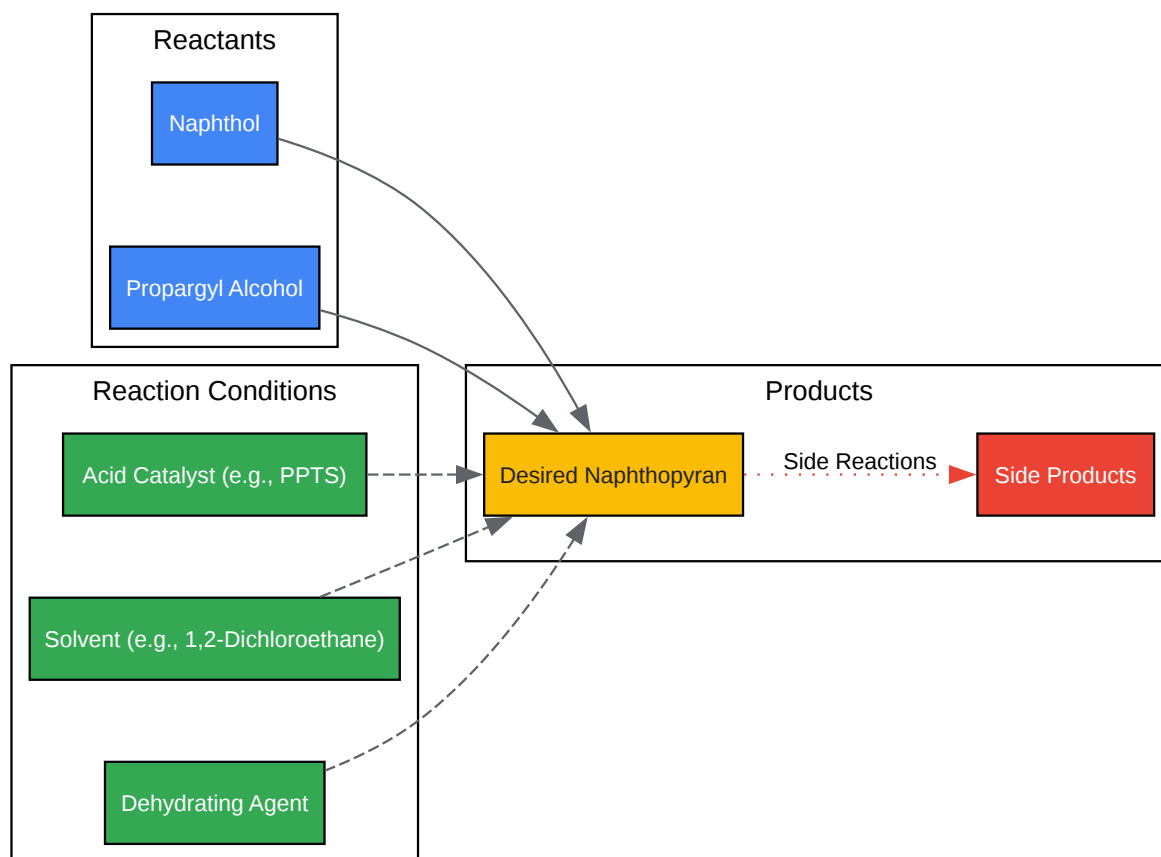 Reactants
Naphthol
Propargyl Alcohol
Reaction Conditions
Acid Catalyst (e.g., PPTS)
Solvent (e.g., 1,2-Dichloroethane)
Dehydrating Agent
Products
Desired Naphthopyran
Side Reactions
Side Products